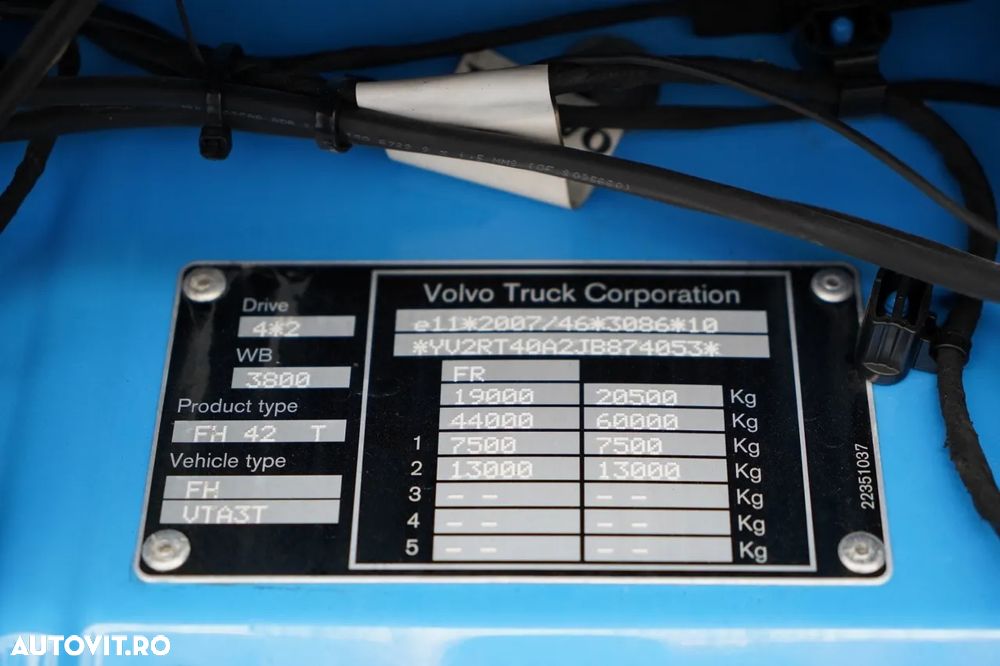 Drive
4*2
WB
3800
Product type
FH 42 T
Vehicle type
FH
VTA3T
Volvo Truck Corporation
e11*2007/46*3086*10
*YV2RT40A2JB874053*
FR
19000 20500 Kg
44000 60000 Kg
1 7500 7500 Kg
2 13000 13000 Kg
3 - - - - Kg
4 - - - - Kg
5 - - - - Kg
22351037
AUTOVIT.RO